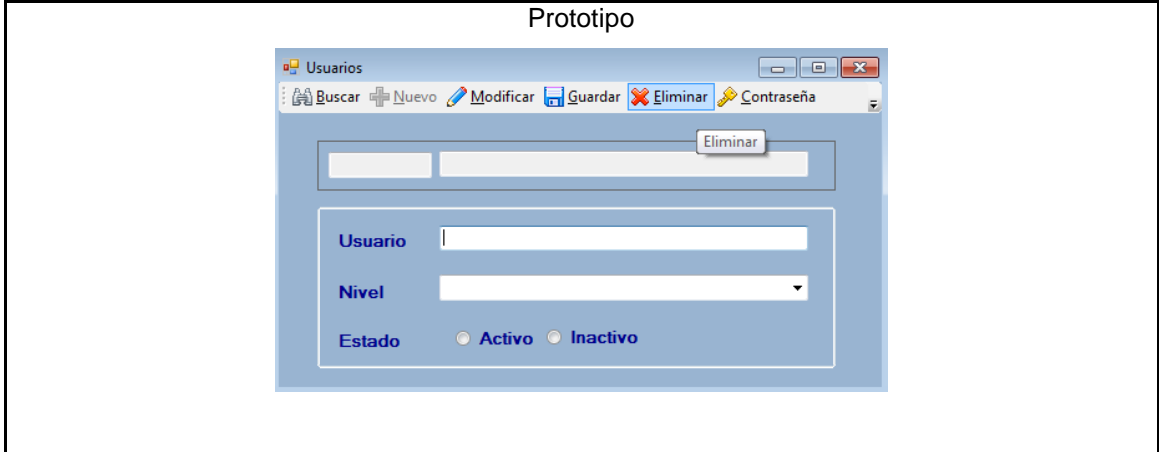 Prototipo
Usuarios
Buscar Nuevo Modificar Guardar Eliminar Contraseña
Eliminar
Usuario
Nivel
Estado Activo Inactivo